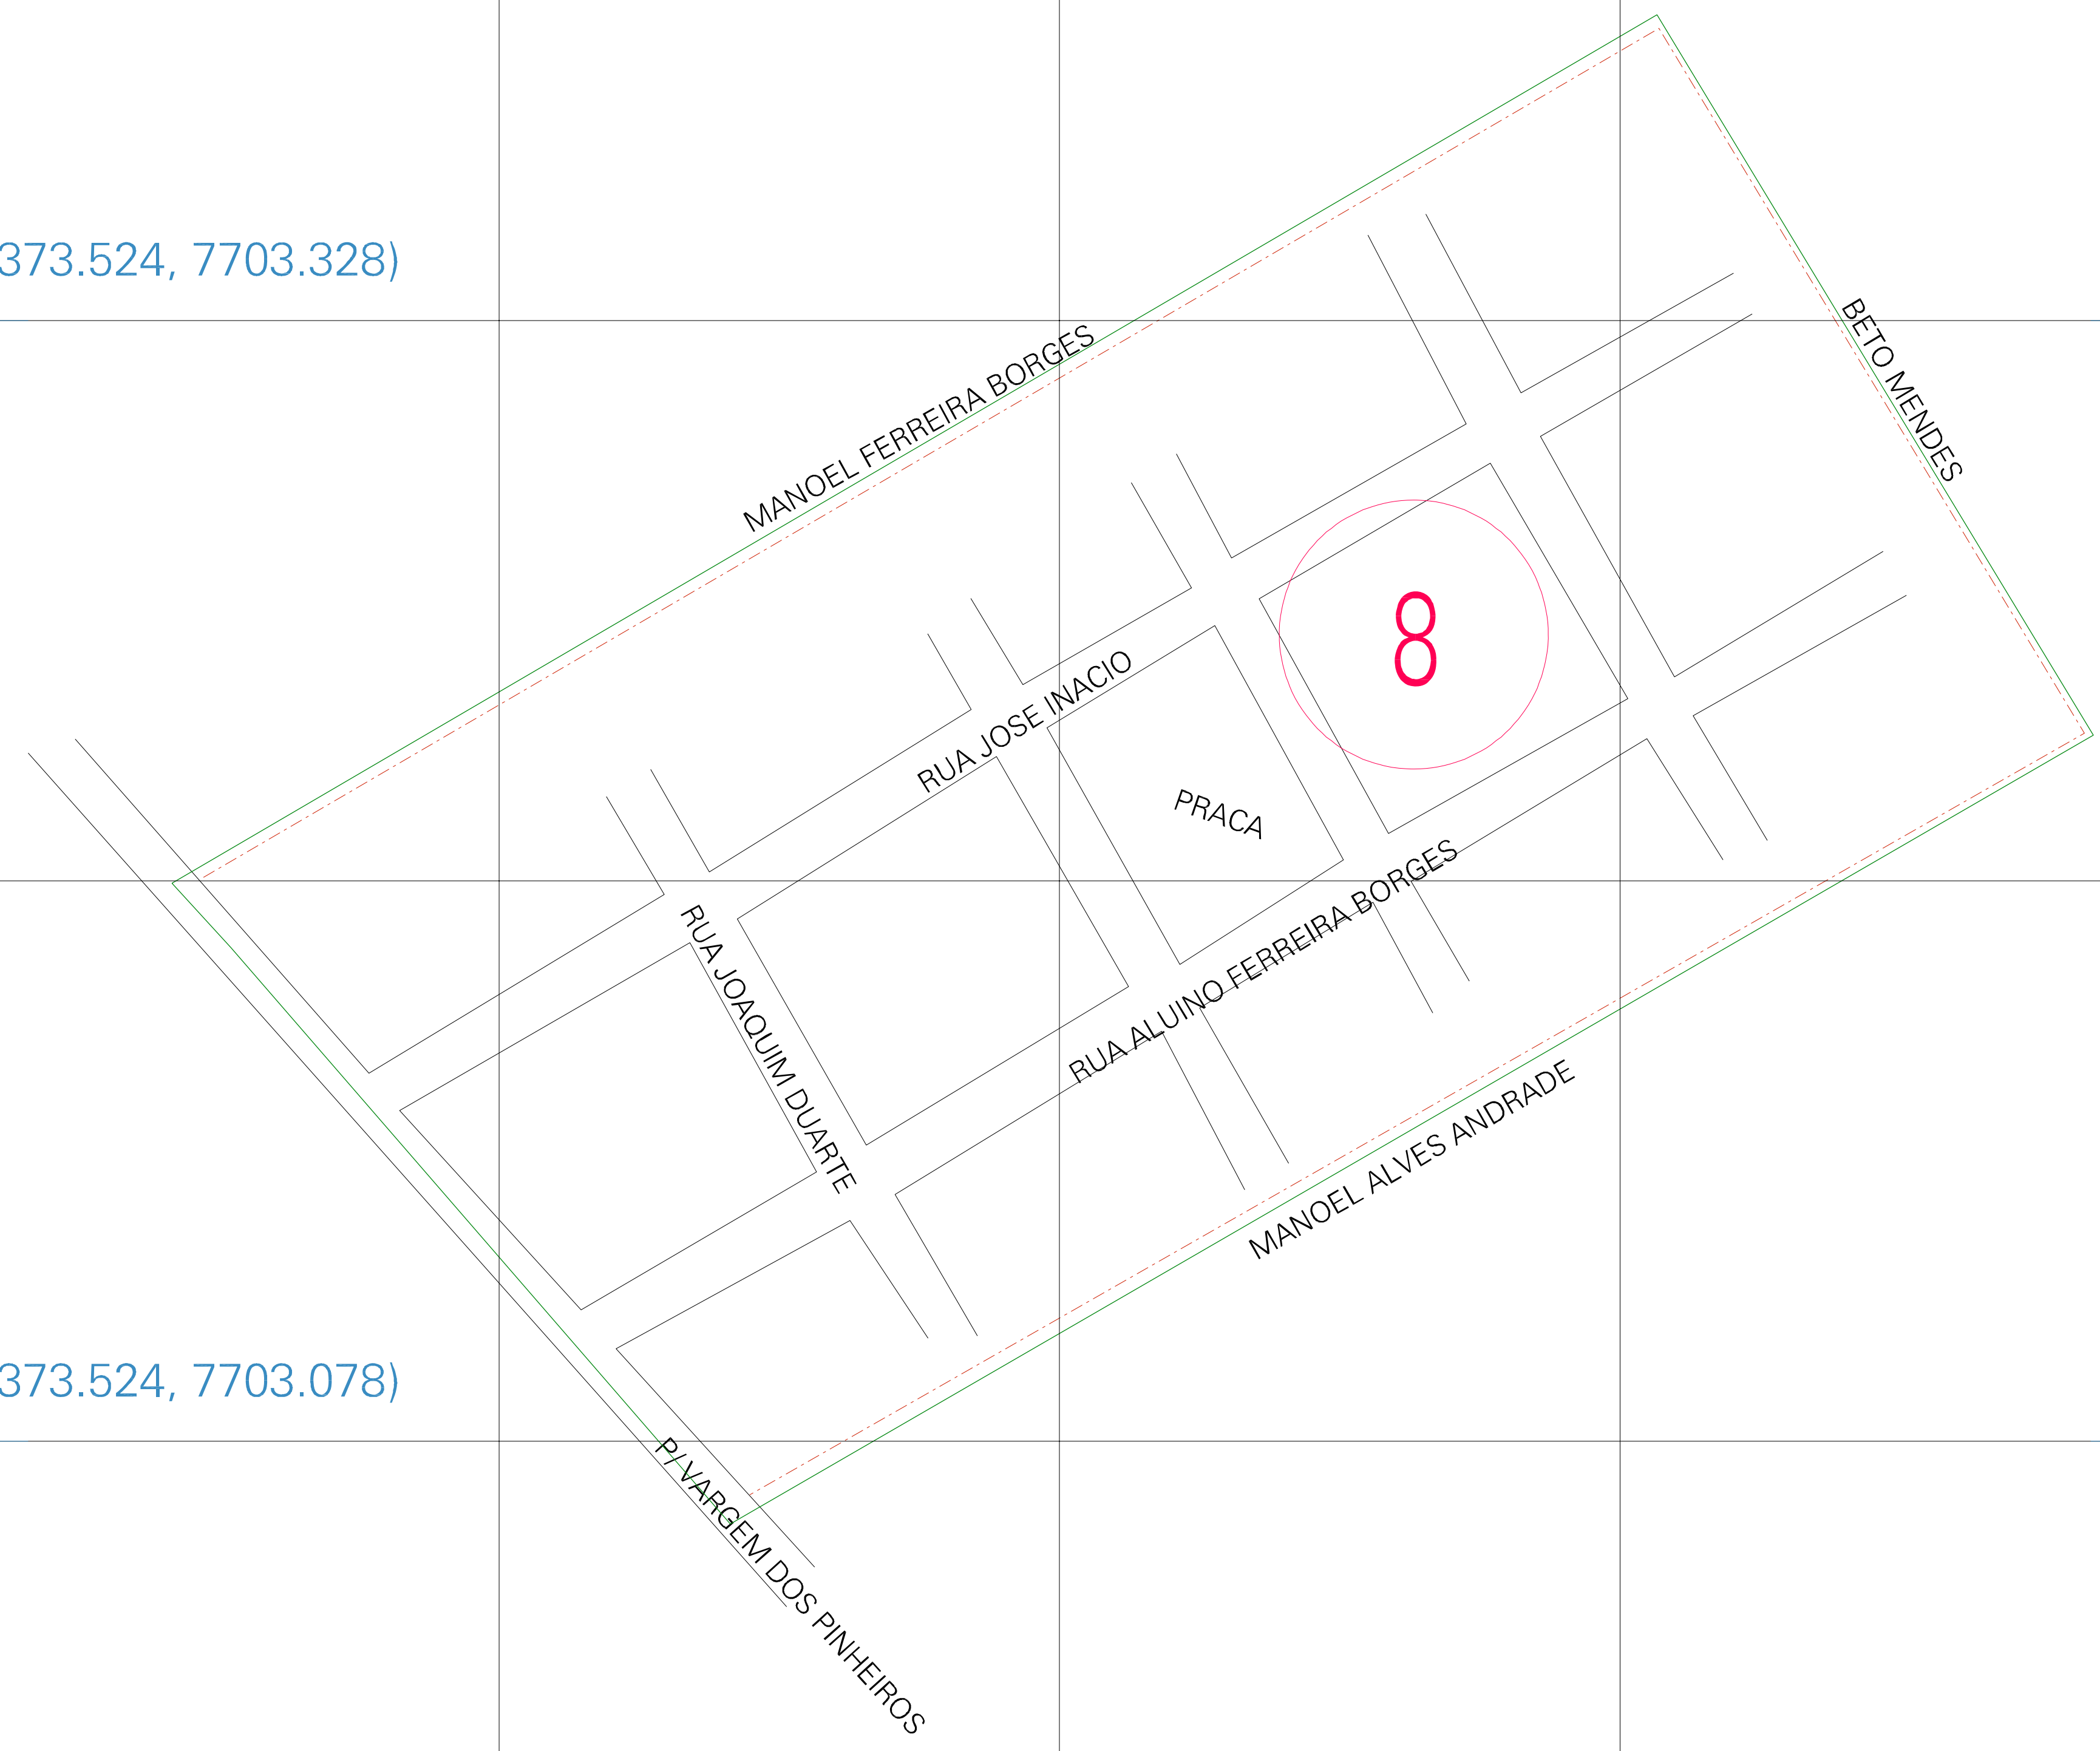 373.524, 7703.328)
MANOEL FERREIRA BORGES
BETO MENDES
8
RUA JOSE INACIO
PRACA
RUA JOAQUIM DUARTE
RUA ALUINO FERREIRA BORGES
MANOEL ALVES ANDRADE
373.524, 7703.078)
P/VARGEM DOS PINHEIROS